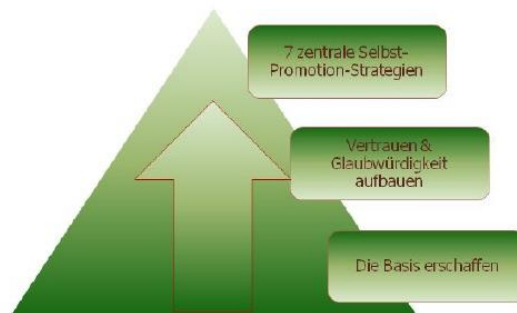 7 zentrale Selbst-
Promotion-Strategien
Vertrauen &
Glaubwürdigkeit
aufbauen
Die Basis erschaffen